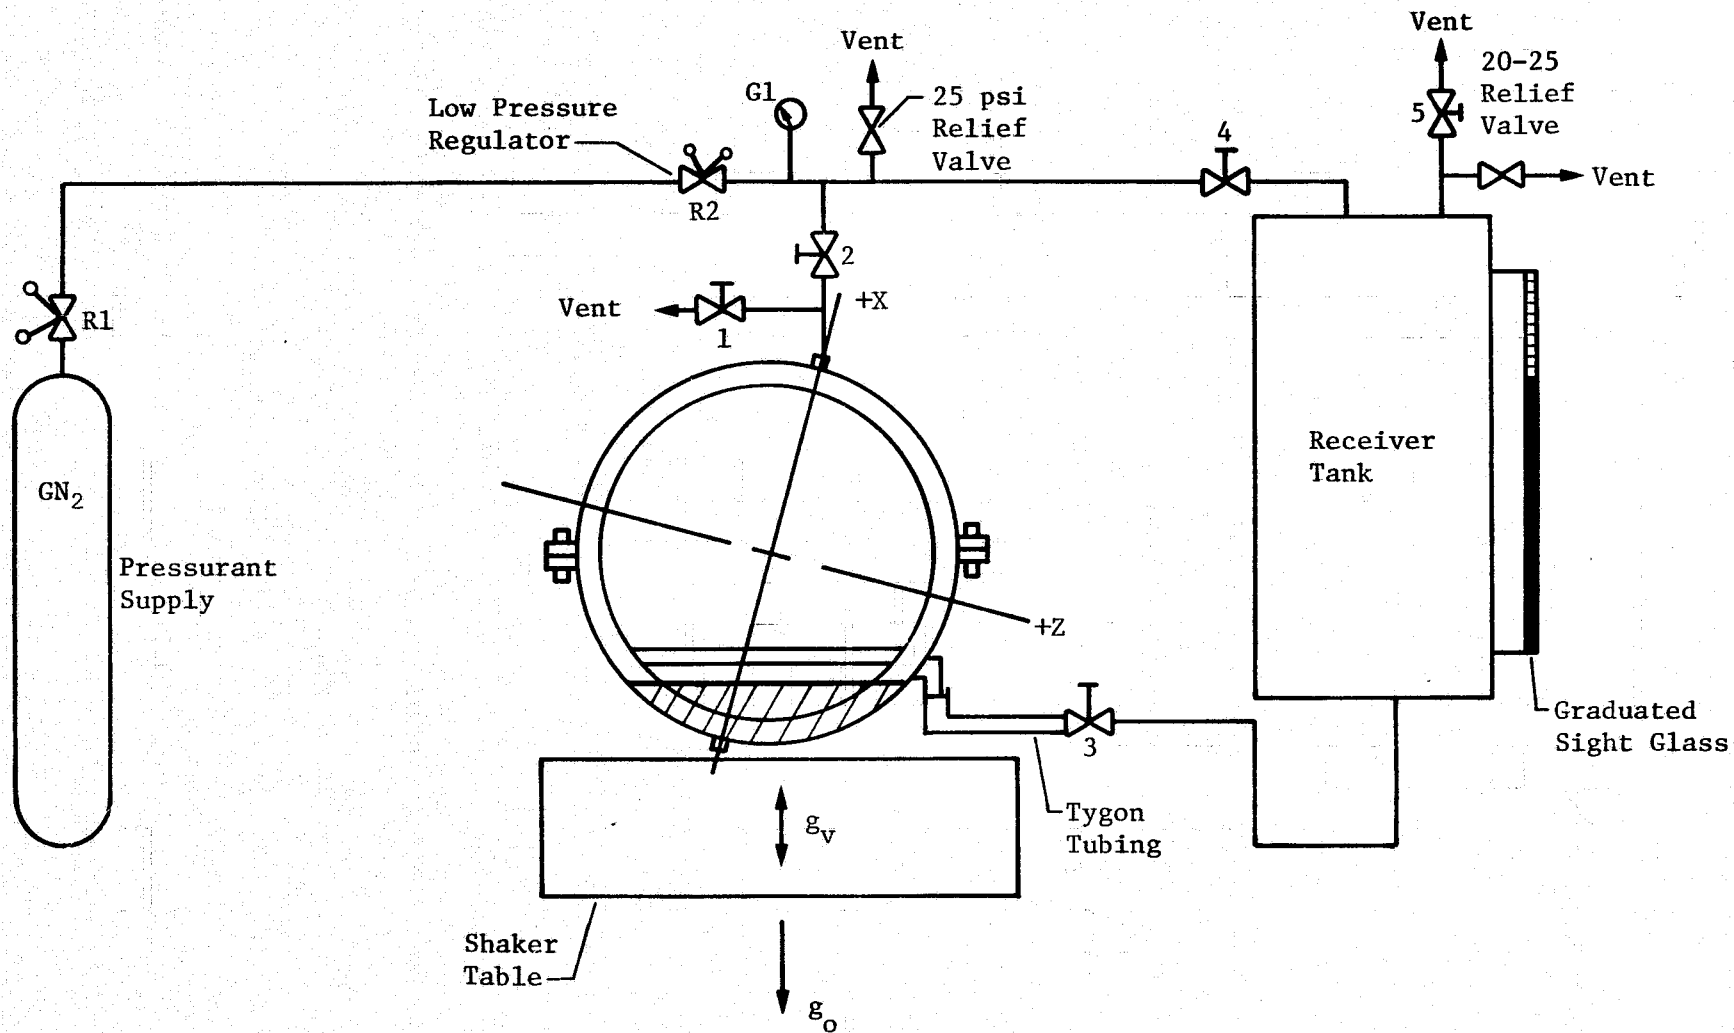 Vent
Vent
20-25
Relief
Valve
5
G1
25 psi
Relief
Valve
Low Pressure
Regulator
4
Vent
R2
2
Vent
+X
1
R1
Receiver
Tank
GN2
Pressurant
Supply
+Z
3
Graduated
Sight Glass
Tygon
Tubing
gv
Shaker
Table
go